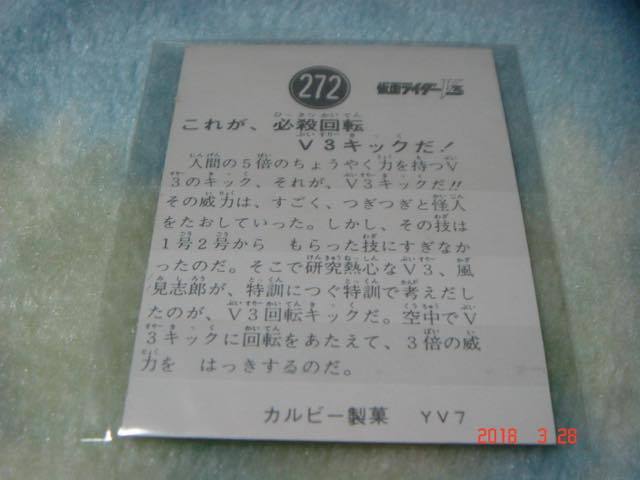 272 仮面ライダーV3
これが、必殺回転
V3キックだ！
人間の5倍のちょうやく力を持つV
3のキック、それが、V3キックだ!!
その威力は、すごく、つぎつぎと怪人
をたおしていった。しかし、その技は
1号2号から もらった技にすぎなか
ったのだ。そこで研究熱心なV3、風
見志郎が、特訓につぐ特訓で考えだし
たのが、V3回転キックだ。空中でV
3キックに回転をあたえて、3倍の威
力を はっきするのだ。
カルビー製菓 YV7
2018 3 28